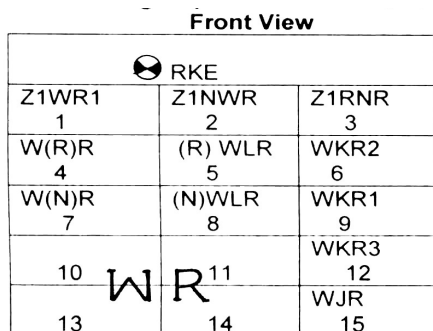 Front View
RKE
Z1WR1 Z1NWR Z1RNR
1 2 3
W(R)R (R) WLR WKR2
4 5 6
W(N)R (N)WLR WKR1
7 8 9
WKR3
10 W R 11 12
WJR
13 14 15